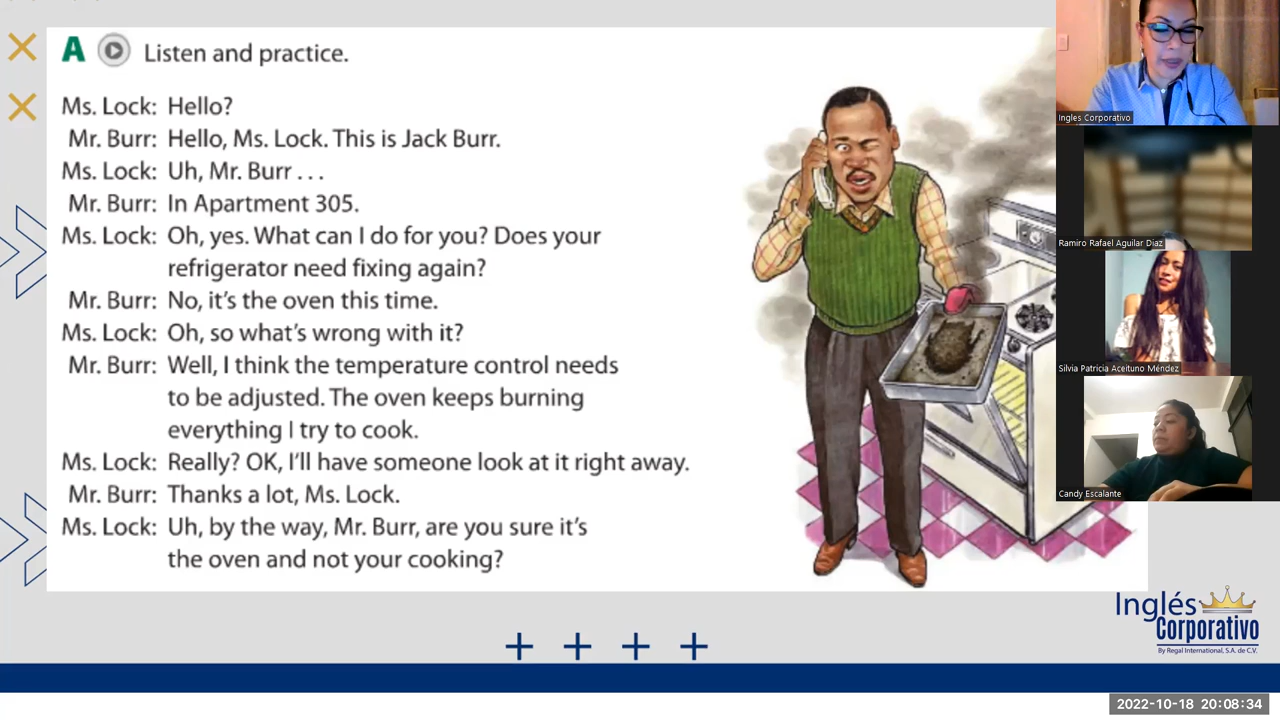 A Listen and practice.
Ms. Lock: Hello?
Mr. Burr: Hello, Ms. Lock. This is Jack Burr.
Ms. Lock: Uh, Mr. Burr . . .
Mr. Burr: In Apartment 305.
Ms. Lock: Oh, yes. What can I do for you? Does your
refrigerator need fixing again?
Mr. Burr: No, it's the oven this time.
Ms. Lock: Oh, so what's wrong with it?
Mr. Burr: Well, I think the temperature control needs
to be adjusted. The oven keeps burning
everything I try to cook.
Ms. Lock: Really? OK, I'll have someone look at it right away.
Mr. Burr: Thanks a lot, Ms. Lock.
Ms. Lock: Uh, by the way, Mr. Burr, are you sure it's
the oven and not your cooking?
Ingles Corporativo
Ramiro Rafael Aguilar Diaz
Silvia Patricia Aceituno Méndez
Candy Escalante
Inglés
Corporativo
By Regal International, S.A. de C.V.
2022-10-18 20:08:34